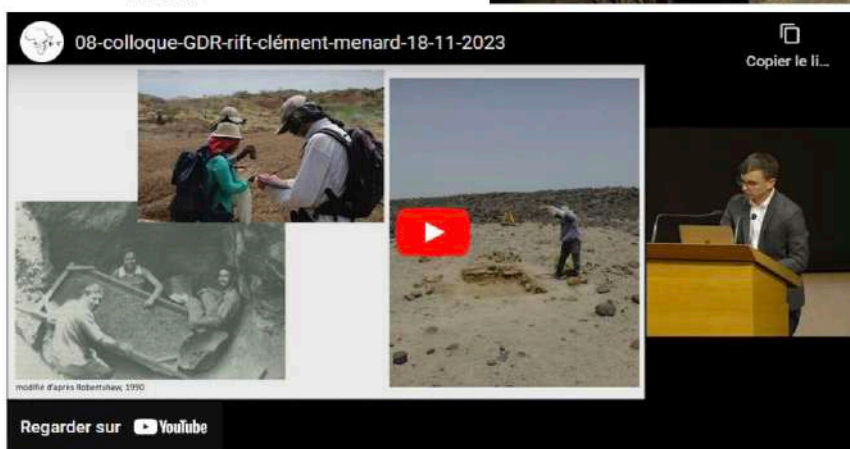 08-colloque-GDR-rift-clément-menard-18-11-2023
Copier le li...
modifié d'après Robertshaw, 1990
Regarder sur YouTube